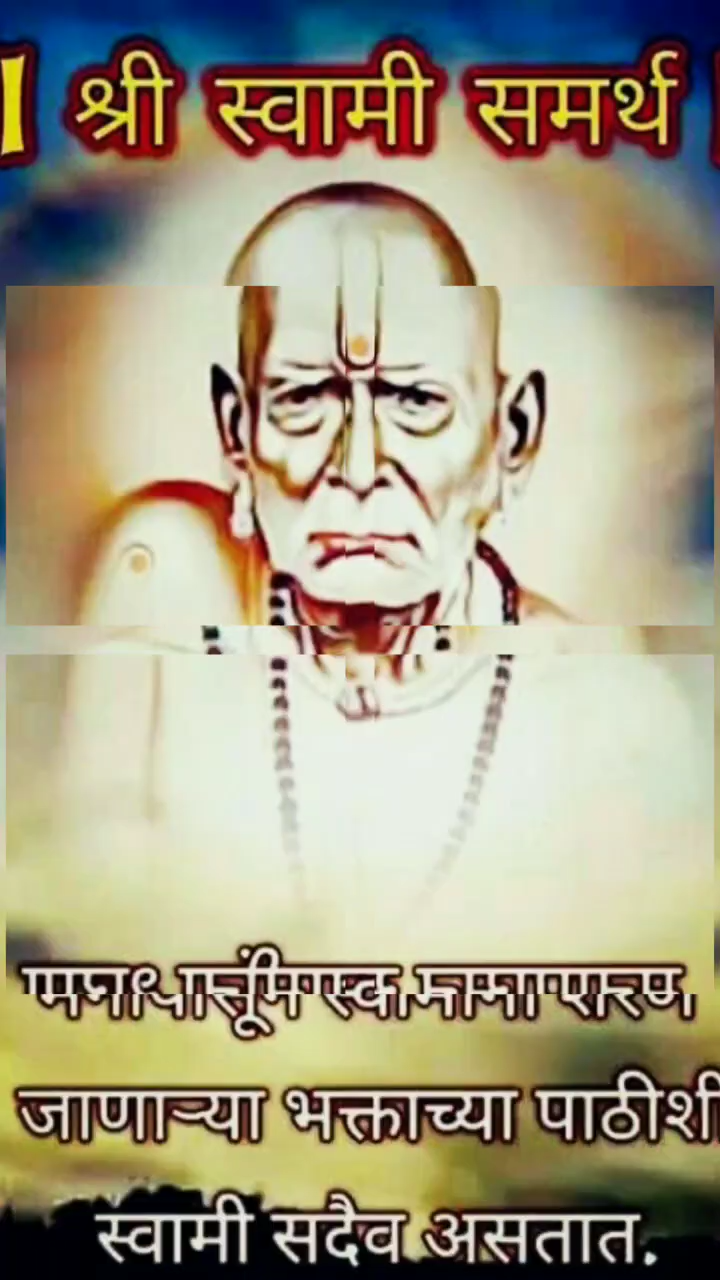 । श्री स्वामी समर्थ
जाणाऱ्या भक्ताच्या पाठीशी
स्वामी सदैव असतात.